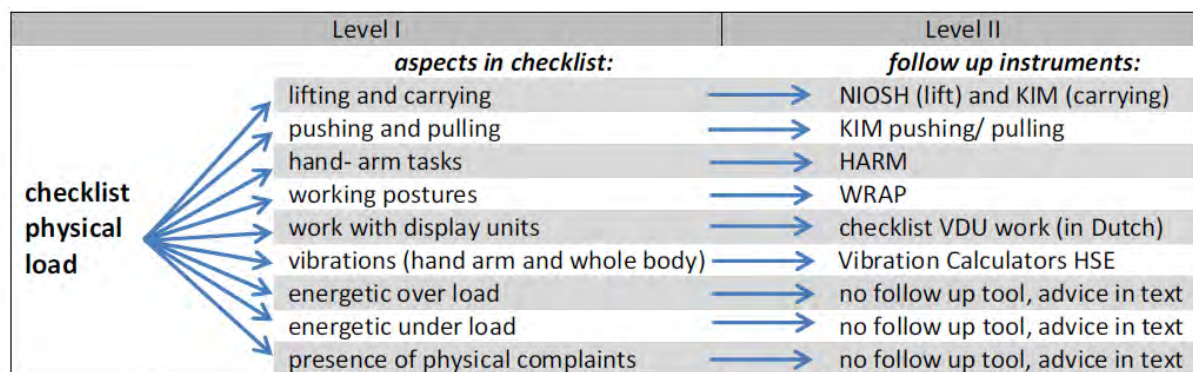 Level I Level II
aspects in checklist: follow up instruments:
lifting and carrying NIOSH (lift) and KIM (carrying)
pushing and pulling KIM pushing/ pulling
hand- arm tasks HARM
checklist working postures WRAP
physical work with display units checklist VDU work (in Dutch)
load vibrations (hand arm and whole body) Vibration Calculators HSE
energetic over load no follow up tool, advice in text
energetic under load no follow up tool, advice in text
presence of physical complaints no follow up tool, advice in text